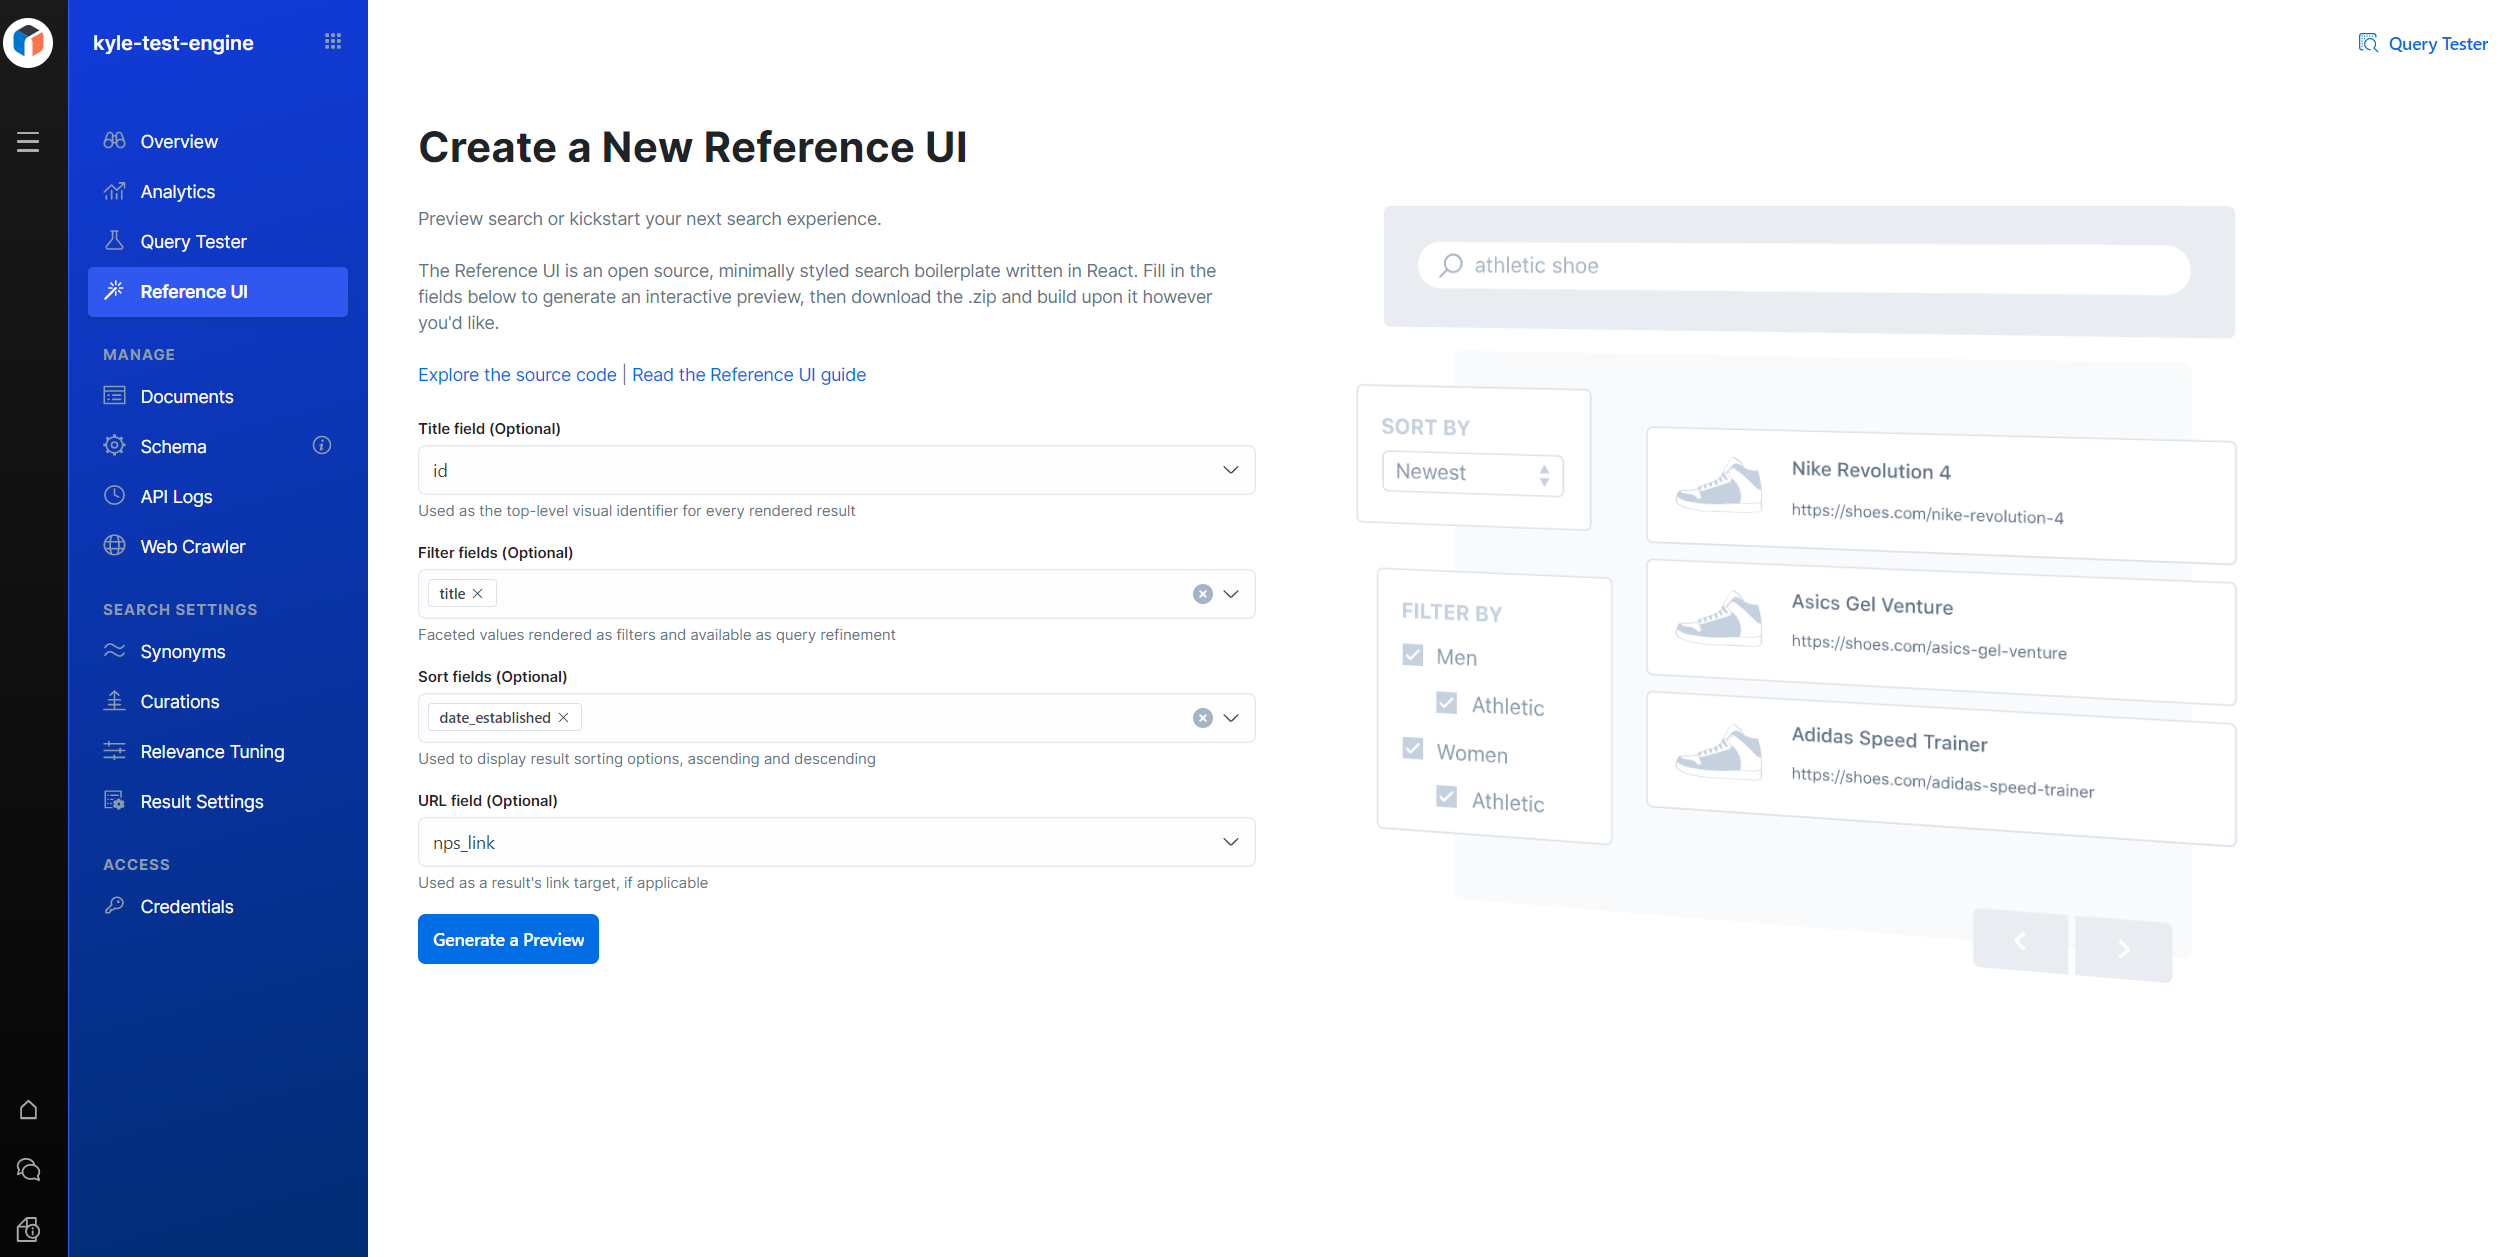 kyle-test-engine
Query Tester
Overview
Analytics
Query Tester
Reference UI
MANAGE
Documents
Schema
API Logs
Web Crawler
SEARCH SETTINGS
Synonyms
Curations
Relevance Tuning
Result Settings
ACCESS
Credentials
Create a New Reference UI
Preview search or kickstart your next search experience.
The Reference UI is an open source, minimally styled search boilerplate written in React. Fill in the
fields below to generate an interactive preview, then download the .zip and build upon it however
you'd like.
Explore the source code | Read the Reference UI guide
Title field (Optional)
id
Used as the top-level visual identifier for every rendered result
Filter fields (Optional)
title
Faceted values rendered as filters and available as query refinement
Sort fields (Optional)
date_established
Used to display result sorting options, ascending and descending
URL field (Optional)
nps_link
Used as a result's link target, if applicable
Generate a Preview
athletic shoe
SORT BY
Newest
FILTER BY
Men
Athletic
Women
Athletic
Nike Revolution 4
https://shoes.com/nike-revolution-4
Asics Gel Venture
https://shoes.com/asics-gel-venture
Adidas Speed Trainer
https://shoes.com/adidas-speed-trainer